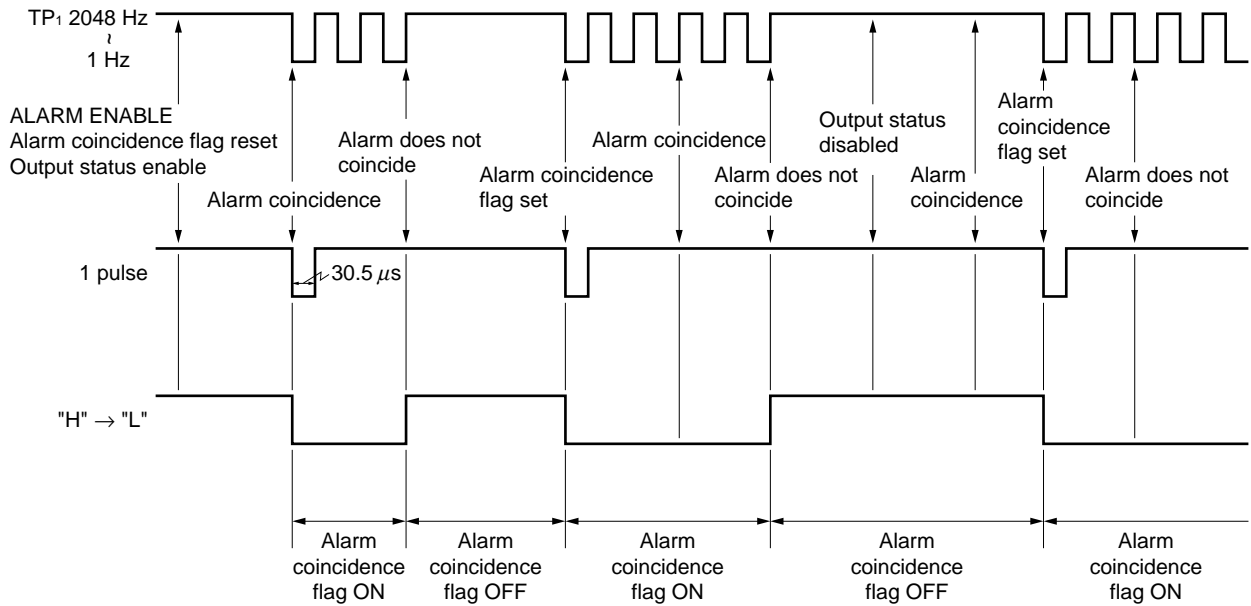 TP₁ 2048 Hz
~
1 Hz
ALARM ENABLE
Alarm coincidence flag reset
Output status enable
Alarm coincidence
Alarm does not
coincide
Alarm coincidence
flag set
Alarm coincidence
Alarm does not
coincide
Output status
disabled
Alarm
coincidence
Alarm
coincidence
flag set
Alarm does not
coincide
1 pulse
30.5 μs
"H" → "L"
Alarm
coincidence
flag ON
Alarm
coincidence
flag OFF
Alarm
coincidence
flag ON
Alarm
coincidence
flag OFF
Alarm
coincidence
flag ON